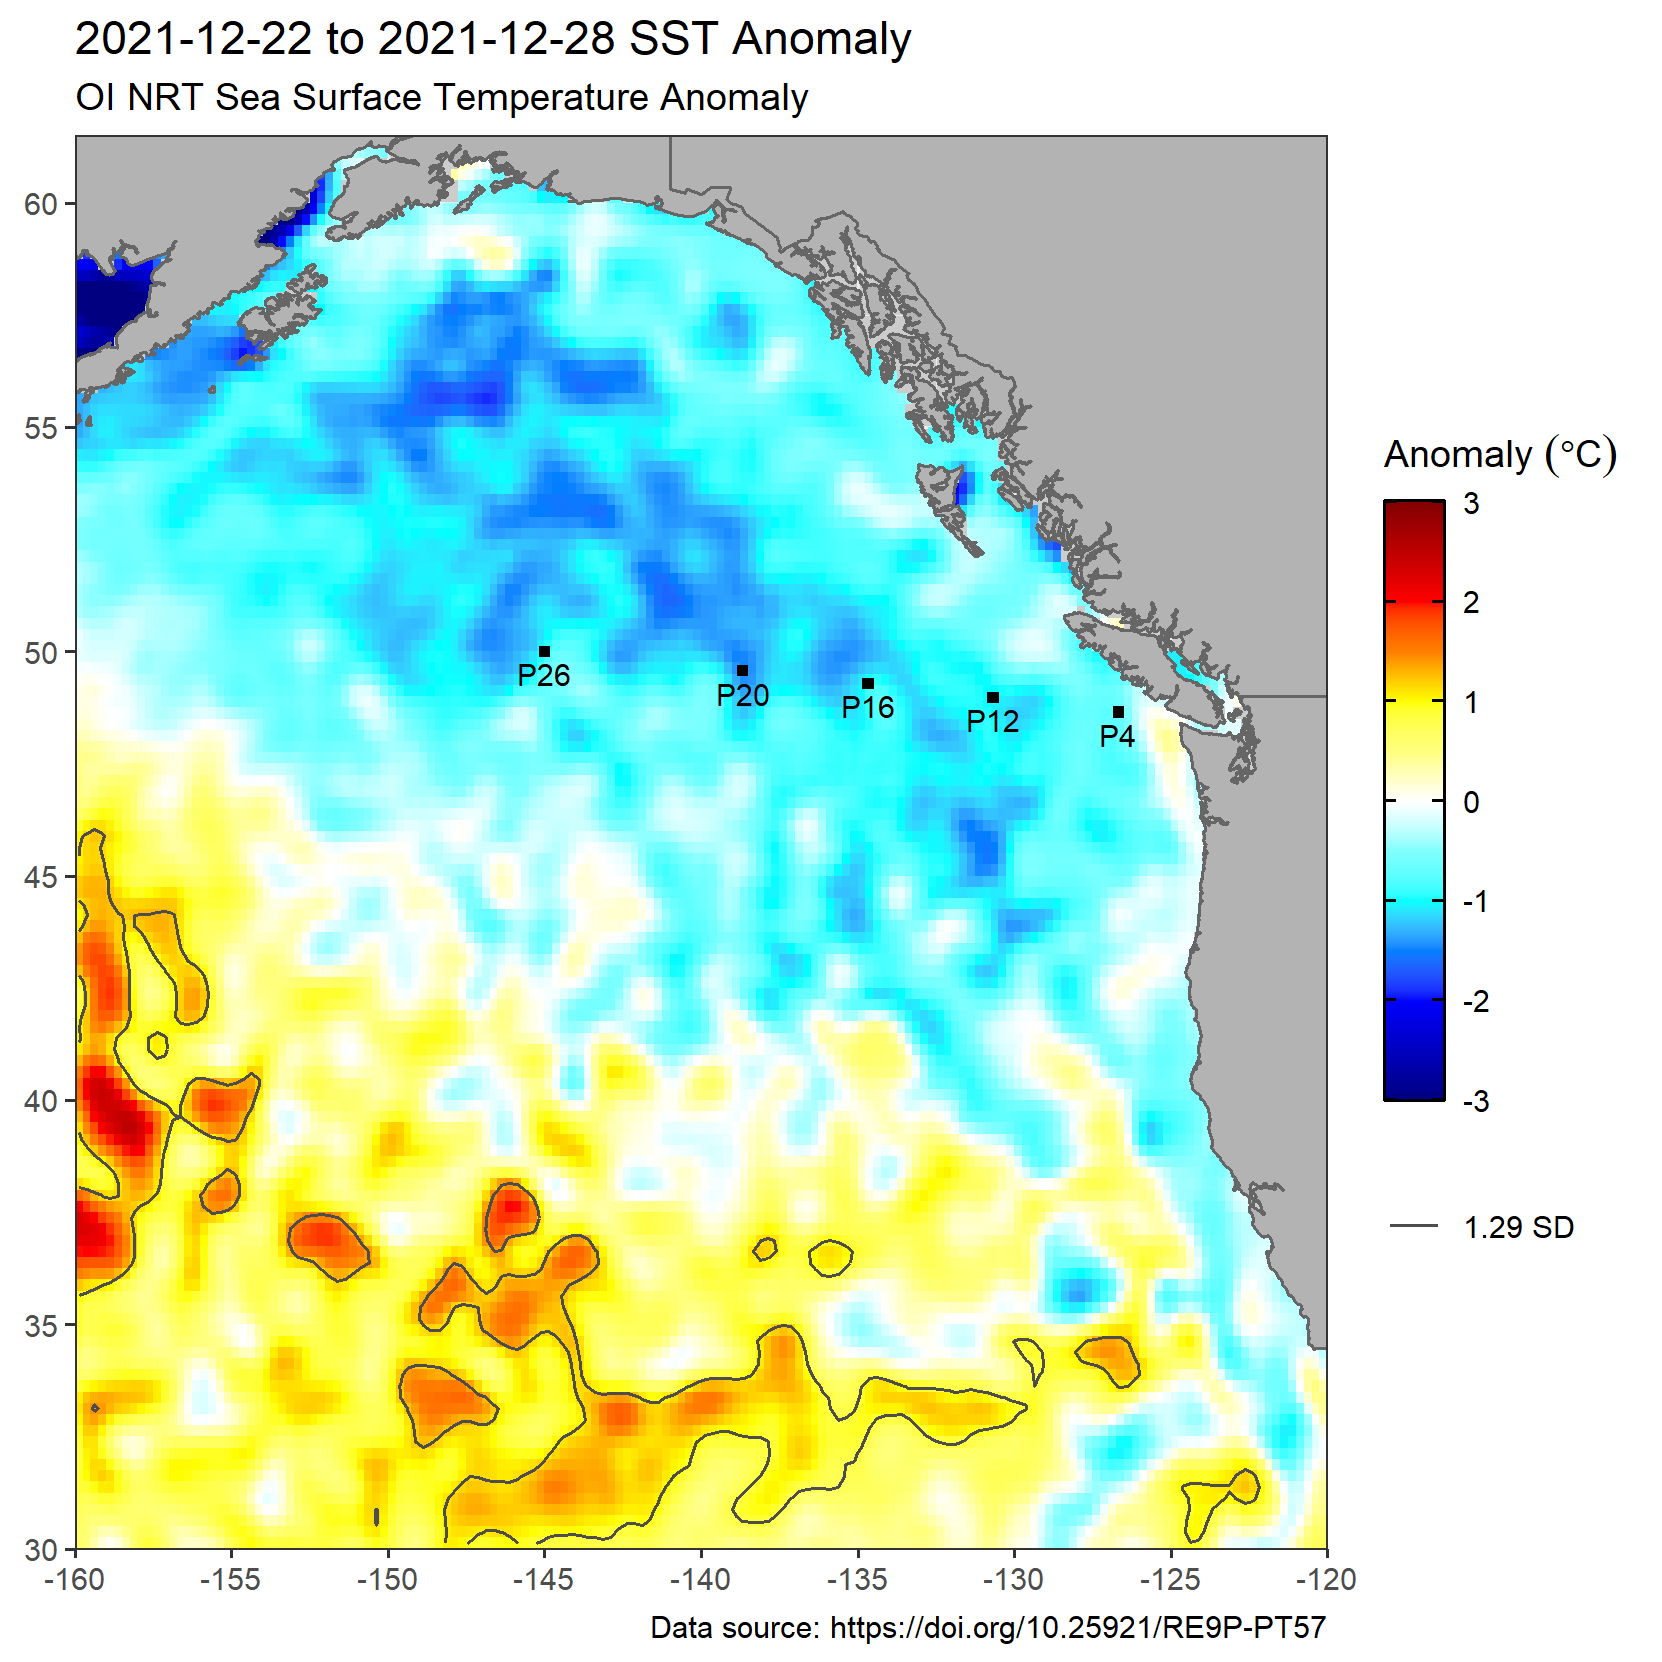 2021-12-22 to 2021-12-28 SST Anomaly
OI NRT Sea Surface Temperature Anomaly
60
55
50
45
40
35
30
-160
-155
-150
-145
-140
-135
-130
-125
-120
P26
P20
P16
P12
P4
Anomaly (°C)
3
2
1
0
-1
-2
-3
1.29 SD
Data source: https://doi.org/10.25921/RE9P-PT57